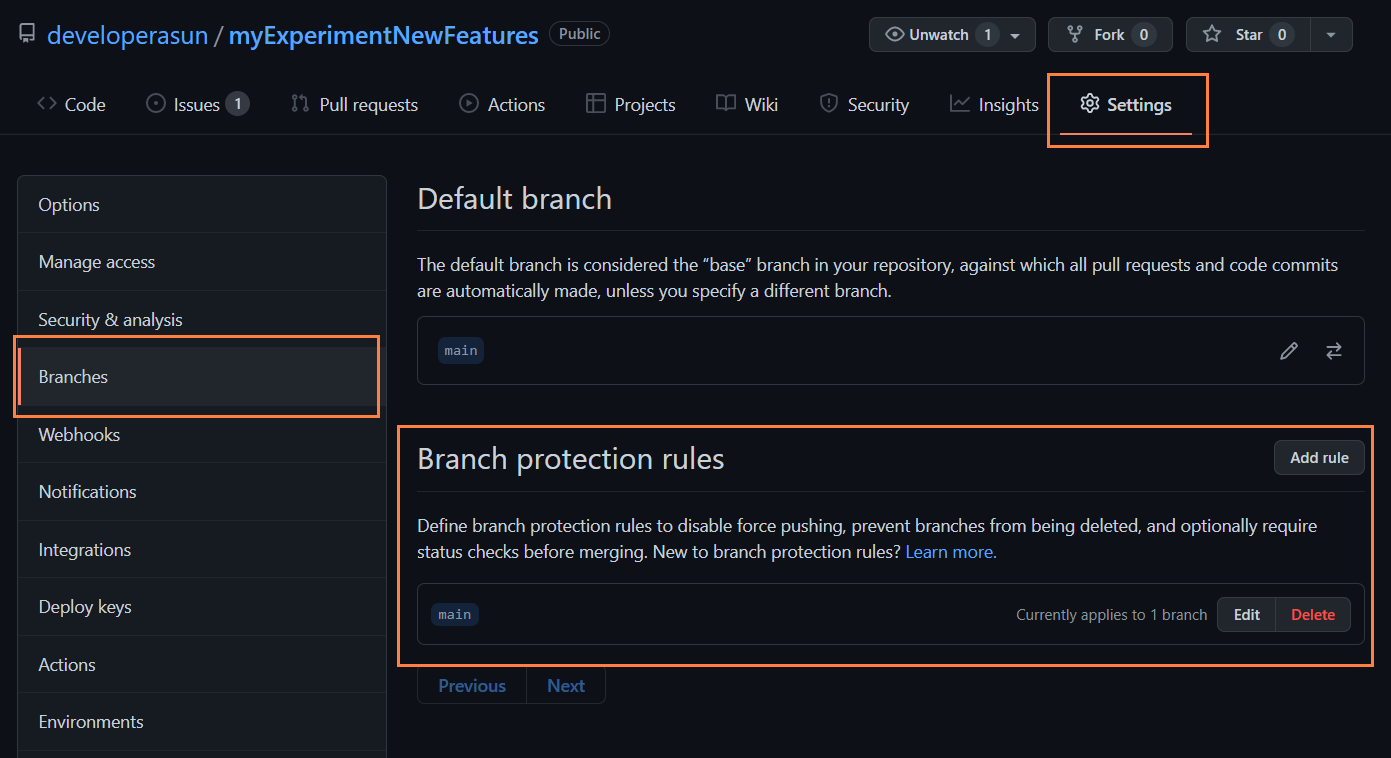 developerasun / myExperimentNewFeatures Public Unwatch 1 Fork 0 Star 0
Code Issues 1 Pull requests Actions Projects Wiki Security Insights Settings
Options
Manage access
Security & analysis
Branches
Webhooks
Notifications
Integrations
Deploy keys
Actions
Environments
Default branch
The default branch is considered the “base” branch in your repository, against which all pull requests and code commits
are automatically made, unless you specify a different branch.
main
Branch protection rules Add rule
Define branch protection rules to disable force pushing, prevent branches from being deleted, and optionally require
status checks before merging. New to branch protection rules? Learn more.
main Currently applies to 1 branch Edit Delete
Previous Next